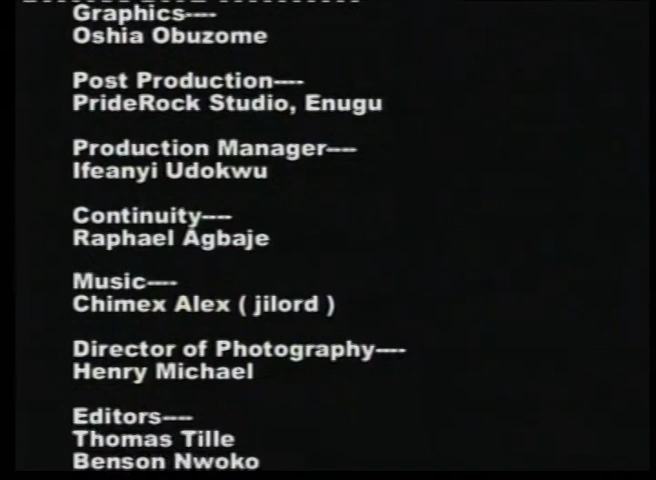 Graphics----
Oshia Obuzome
Post Production----
PrideRock Studio, Enugu
Production Manager----
Ifeanyi Udokwu
Continuity----
Raphael Agbaje
Music----
Chimex Alex ( jilord )
Director of Photography----
Henry Michael
Editors----
Thomas Tille
Benson Nwoko